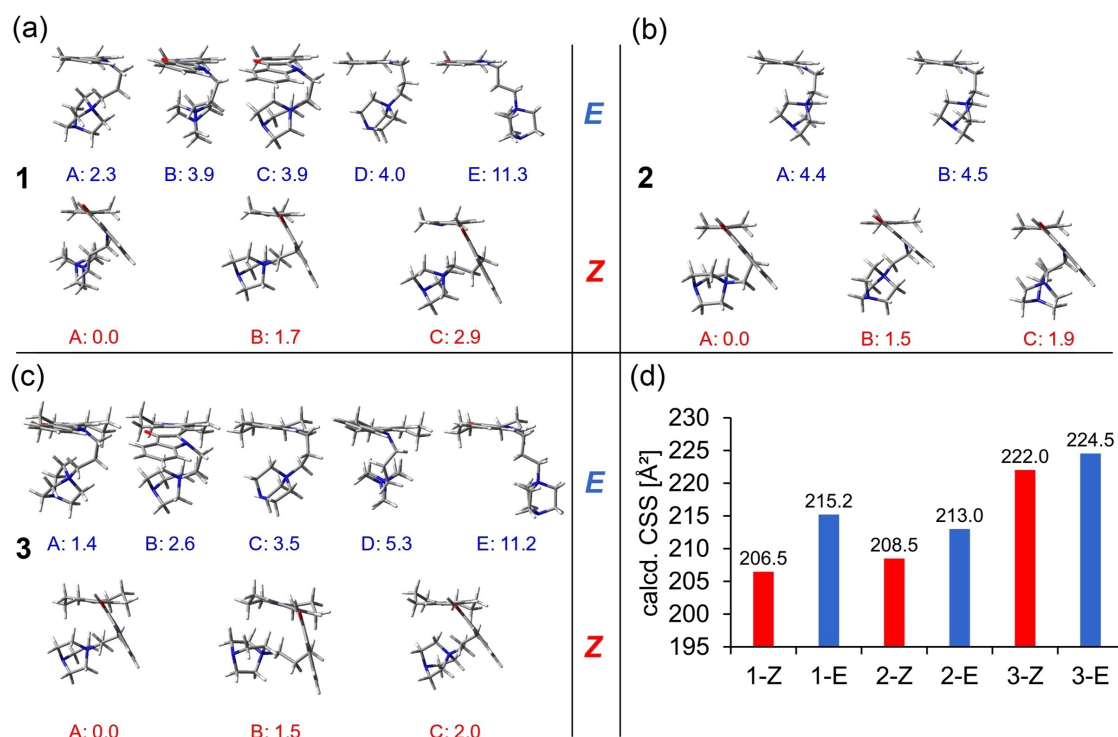 (a)
E
A: 2.3 B: 3.9 C: 3.9 D: 4.0 E: 11.3
1
Z
A: 0.0 B: 1.7 C: 2.9
(b)
A: 4.4 B: 4.5
2
A: 0.0 B: 1.5 C: 1.9
(c)
E
A: 1.4 B: 2.6 C: 3.5 D: 5.3 E: 11.2
3
Z
A: 0.0 B: 1.5 C: 2.0
(d)
calcd. CSS [Å²]
230
225
220
215
210
205
200
195
206.5
215.2
208.5
213.0
222.0
224.5
1-Z 1-E 2-Z 2-E 3-Z 3-E